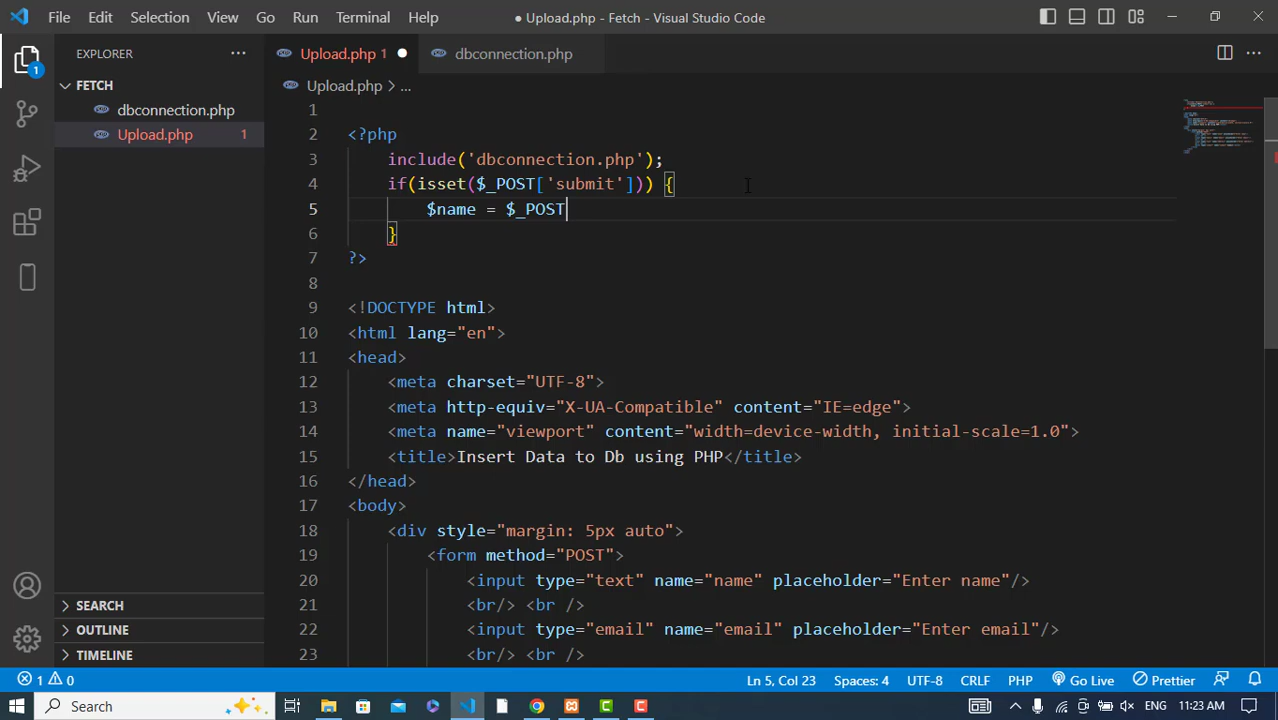 File Edit Selection View Go Run Terminal Help
● Upload.php - Fetch - Visual Studio Code
EXPLORER
Upload.php 1
dbconnection.php
1
FETCH
dbconnection.php
Upload.php 1
Upload.php > ...
1
2 <?php
3 include('dbconnection.php');
4 if(isset($_POST['submit'])) {
5 $name = $_POST
6 }
7 ?>
8
9 <!DOCTYPE html>
10 <html lang="en">
11 <head>
12 <meta charset="UTF-8">
13 <meta http-equiv="X-UA-Compatible" content="IE=edge">
14 <meta name="viewport" content="width=device-width, initial-scale=1.0">
15 <title>Insert Data to Db using PHP</title>
16 </head>
17 <body>
18 <div style="margin: 5px auto">
19 <form method="POST">
20 <input type="text" name="name" placeholder="Enter name"/>
21 <br/> <br />
22 <input type="email" name="email" placeholder="Enter email"/>
23 <br/> <br />
SEARCH
OUTLINE
TIMELINE
1 0
Ln 5, Col 23 Spaces: 4 UTF-8 CRLF PHP Go Live Prettier
Search
ENG 11:23 AM